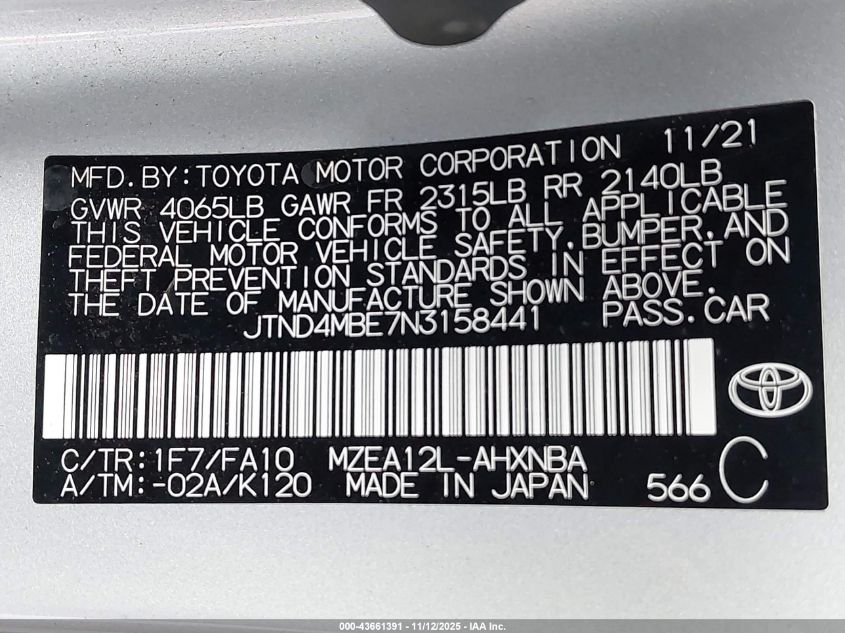 MFD.BY:TOYOTA MOTOR CORPORATION 11/21
GVWR 4065LB GAWR FR 2315LB RR 2140LB
THIS VEHICLE CONFORMS TO ALL APPLICABLE
FEDERAL MOTOR VEHICLE SAFETY,BUMPER,AND
THEFT PREVENTION STANDARDS IN EFFECT ON
THE DATE OF MANUFACTURE SHOWN ABOVE.
JTND4MBE7N3158441 PASS.CAR
C/TR:1F7/FA10 MZEA12L-AHXNBA
A/TM:-02A/K120 MADE IN JAPAN 566 C
000-43661391 - 11/12/2025 - IAA Inc.